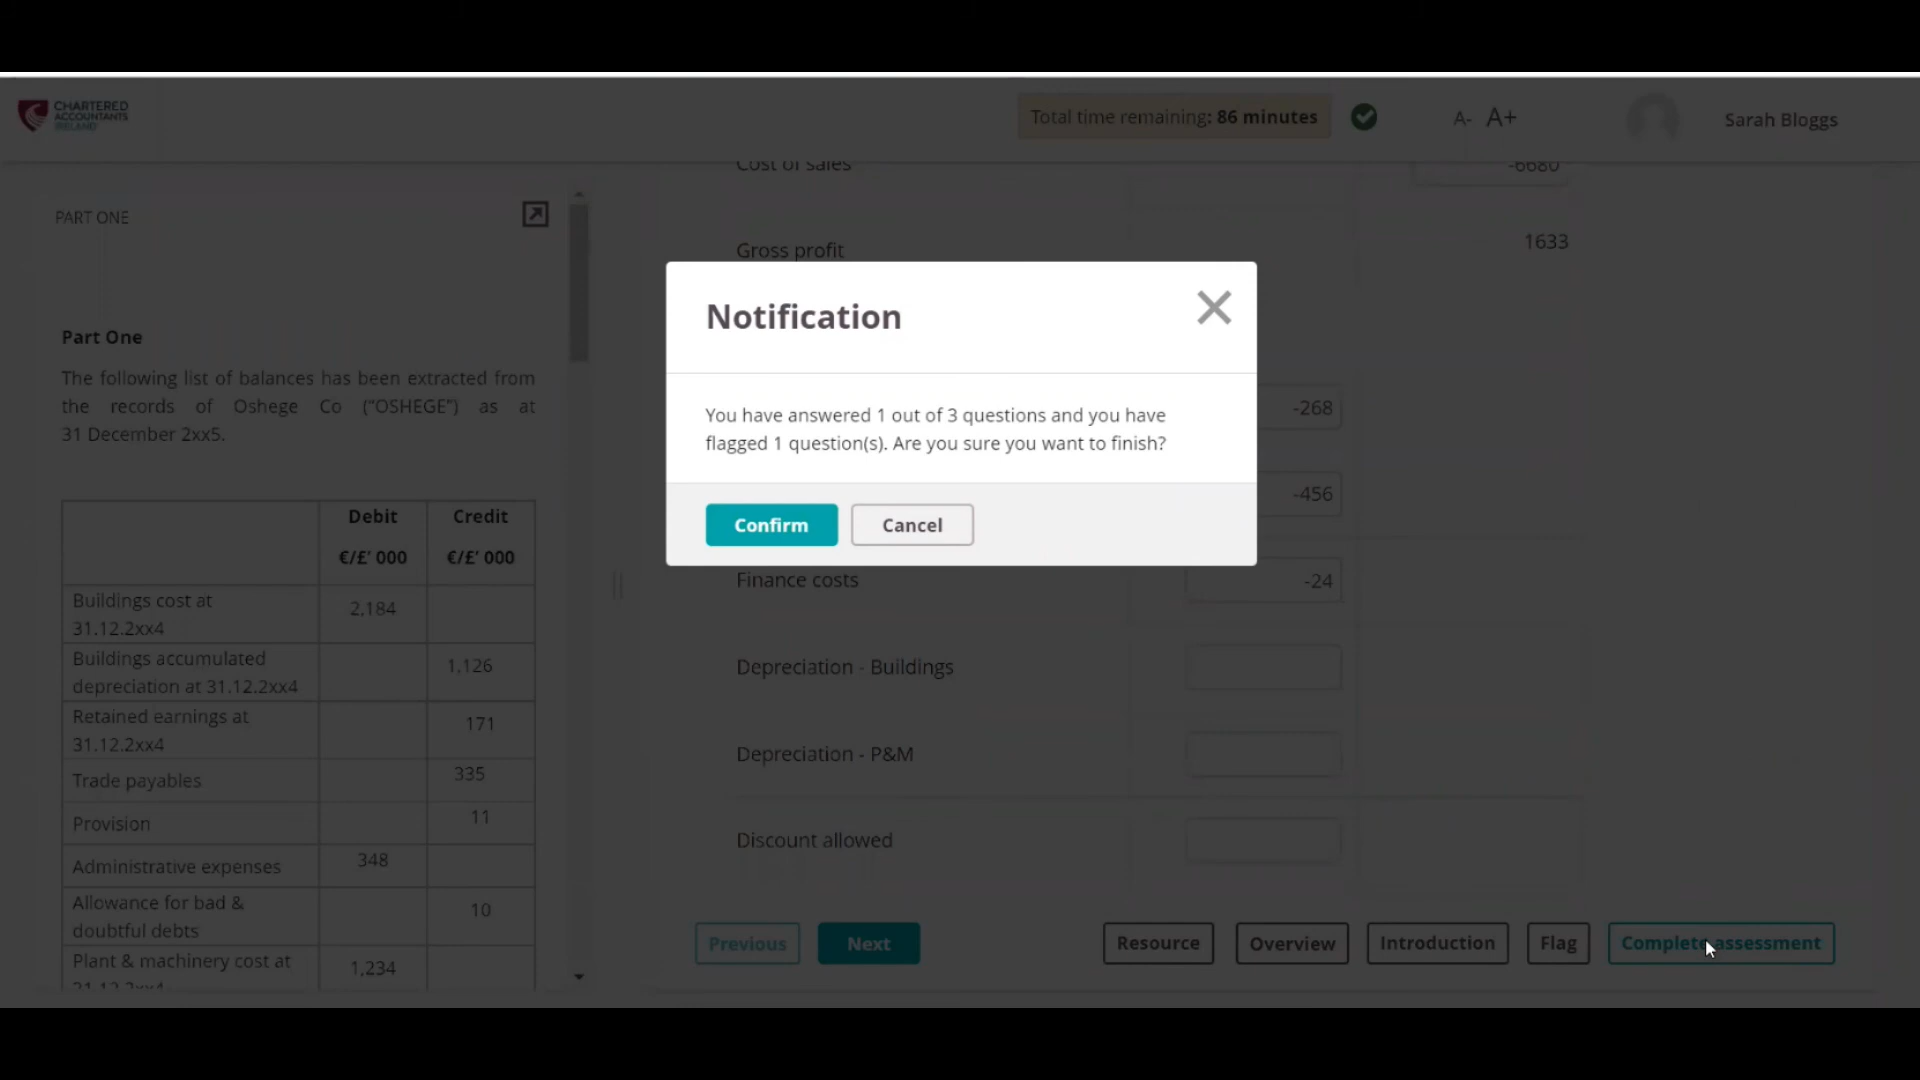 CHARTERED
ACCOUNTANTS
IRELAND
Total time remaining: 86 minutes
A- A+
Sarah Bloggs
PART ONE
Part One
The following list of balances has been extracted from
the records of Oshege Co (“OSHEGE”) as at
31 December 2xx5.
Debit Credit
€/£’ 000 €/£’ 000
Buildings cost at
31.12.2xx4 2,184
Buildings accumulated
depreciation at 31.12.2xx4 1,126
Retained earnings at
31.12.2xx4 171
Trade payables 335
Provision 11
Administrative expenses 348
Allowance for bad &
doubtful debts 10
Plant & machinery cost at
31.12.2xx4 1,234
Cost of sales -6680
Gross profit 1633
Notification
You have answered 1 out of 3 questions and you have
flagged 1 question(s). Are you sure you want to finish?
Confirm Cancel
-268
-456
Finance costs -24
Depreciation - Buildings
Depreciation - P&M
Discount allowed
Previous Next Resource Overview Introduction Flag Complete assessment